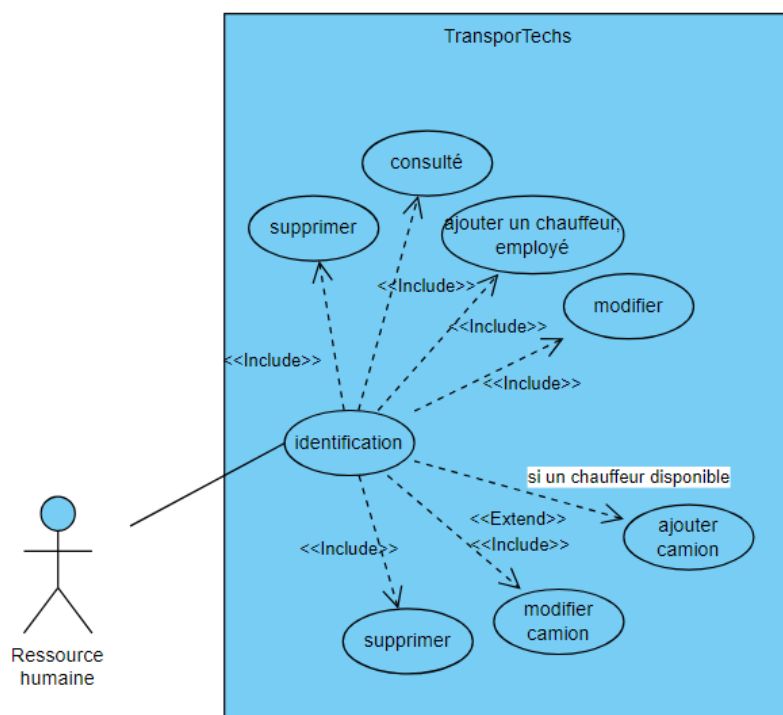 TransporTechs
consulté
supprimer
ajouter un chauffeur,
employé
<<Include>>
modifier
<<Include>>
<<Include>>
<<Include>>
identification
si un chauffeur disponible
<<Extend>>
ajouter
camion
<<Include>>
<<Include>>
modifier
camion
supprimer
Ressource
humaine